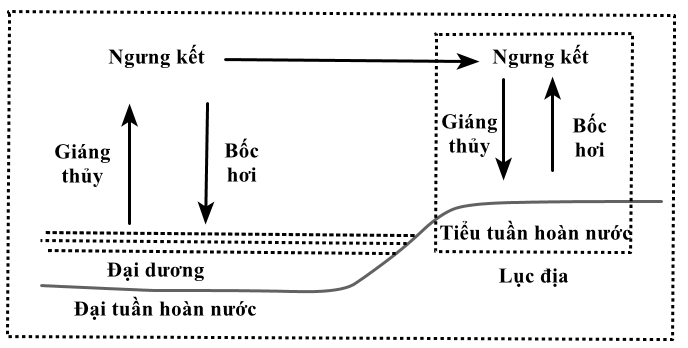 Ngưng kết
Ngưng kết
Giáng
thủy
Bốc
hơi
Giáng
thủy
Bốc
hơi
Tiểu tuần hoàn nước
Đại dương
Lục địa
Đại tuần hoàn nước